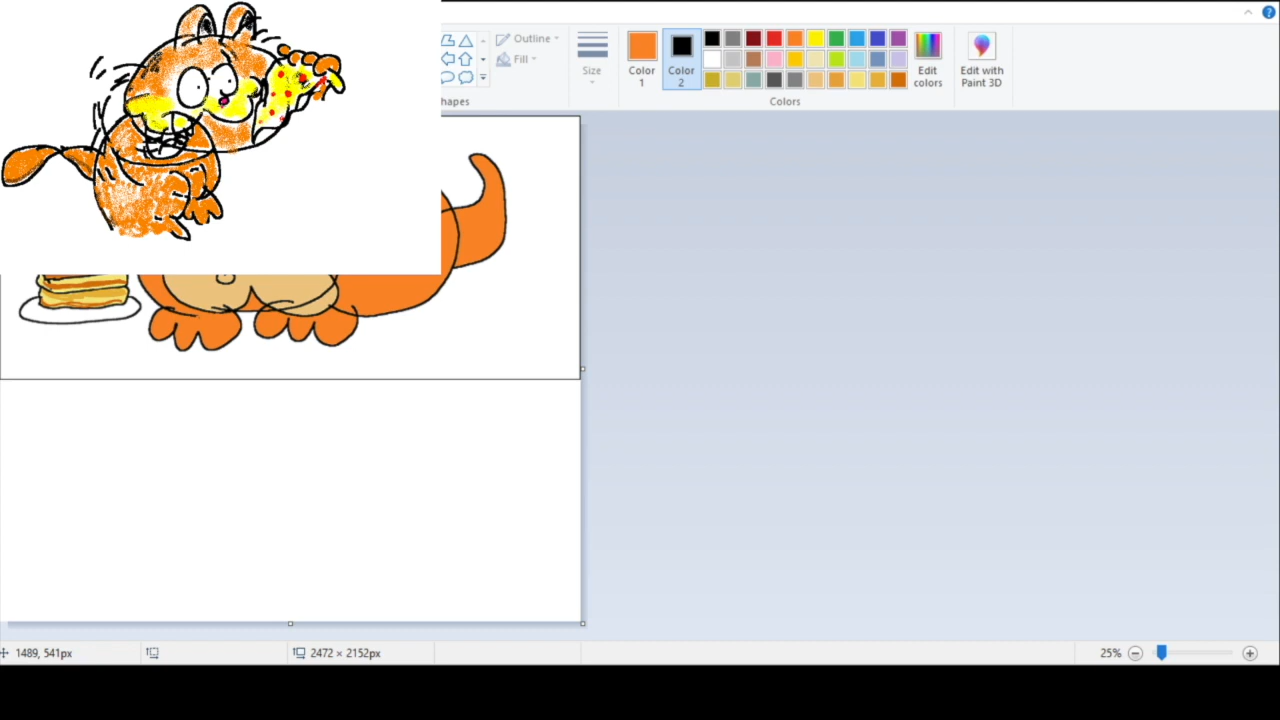 Outline
Fill
Size
Color 1
Color 2
Edit colors
Edit with Paint 3D
hapes
Colors
1489, 541px
2472 × 2152px
25%